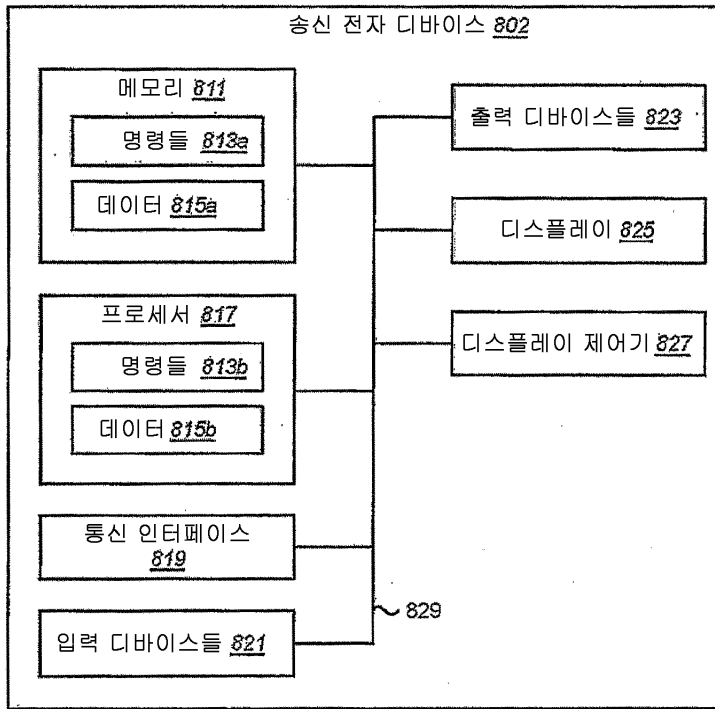 송신 전자 디바이스 802
메모리 811
명령들 813a
데이터 815a
프로세서 817
명령들 813b
데이터 815b
통신 인터페이스
819
입력 디바이스들 821
출력 디바이스들 823
디스플레이 825
디스플레이 제어기 827
829